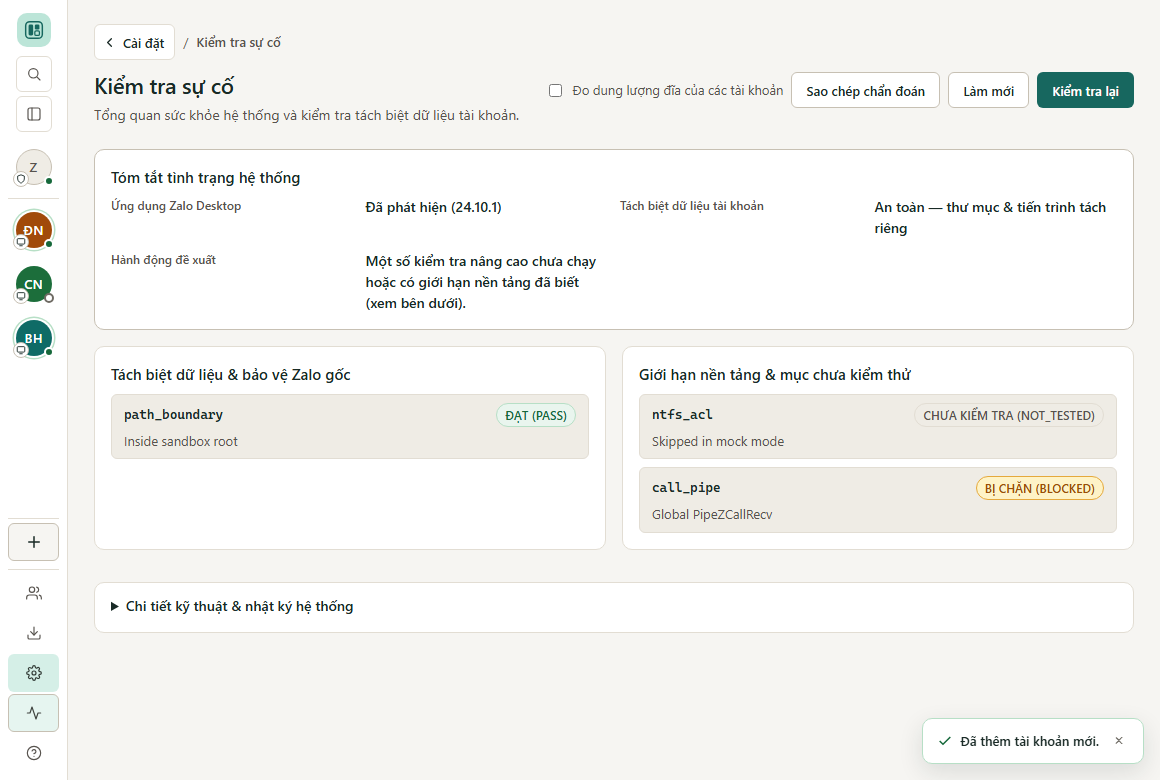 Cài đặt / Kiểm tra sự cố
Kiểm tra sự cố
Tổng quan sức khỏe hệ thống và kiểm tra tách biệt dữ liệu tài khoản.
Đo dung lượng đĩa của các tài khoản
Sao chép chẩn đoán
Làm mới
Kiểm tra lại
Z
ĐN
CN
BH
Tóm tắt tình trạng hệ thống
Ứng dụng Zalo Desktop
Đã phát hiện (24.10.1)
Tách biệt dữ liệu tài khoản
An toàn — thư mục & tiến trình tách
riêng
Hành động đề xuất
Một số kiểm tra nâng cao chưa chạy
hoặc có giới hạn nền tảng đã biết
(xem bên dưới).
Tách biệt dữ liệu & bảo vệ Zalo gốc
path_boundary
ĐẠT (PASS)
Inside sandbox root
Giới hạn nền tảng & mục chưa kiểm thử
ntfs_acl
CHƯA KIỂM TRA (NOT_TESTED)
Skipped in mock mode
call_pipe
BỊ CHẶN (BLOCKED)
Global PipeZCallRecv
Chi tiết kỹ thuật & nhật ký hệ thống
Đã thêm tài khoản mới.